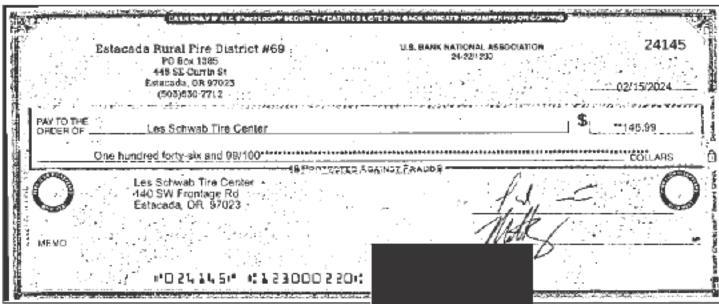 CASH ONLY IF ALL CheckLock™ SECURITY FEATURES LISTED ON BACK INDICATE NO TAMPERING OR COPYING
Estacada Rural Fire District #69
PO Box 1385
445 SE Currin St
Estacada, OR 97023
(503)630-7712
U.S. BANK NATIONAL ASSOCIATION
24-22/1230
24145
02/15/2024
PAY TO THE
ORDER OF
Les Schwab Tire Center
$ **146.99
One hundred forty-six and 99/100
DOLLARS
PROTECTED AGAINST FRAUD
Les Schwab Tire Center
440 SW Frontage Rd
Estacada, OR 97023
MEMO
⑈024145⑈ ⑆123000220⑆